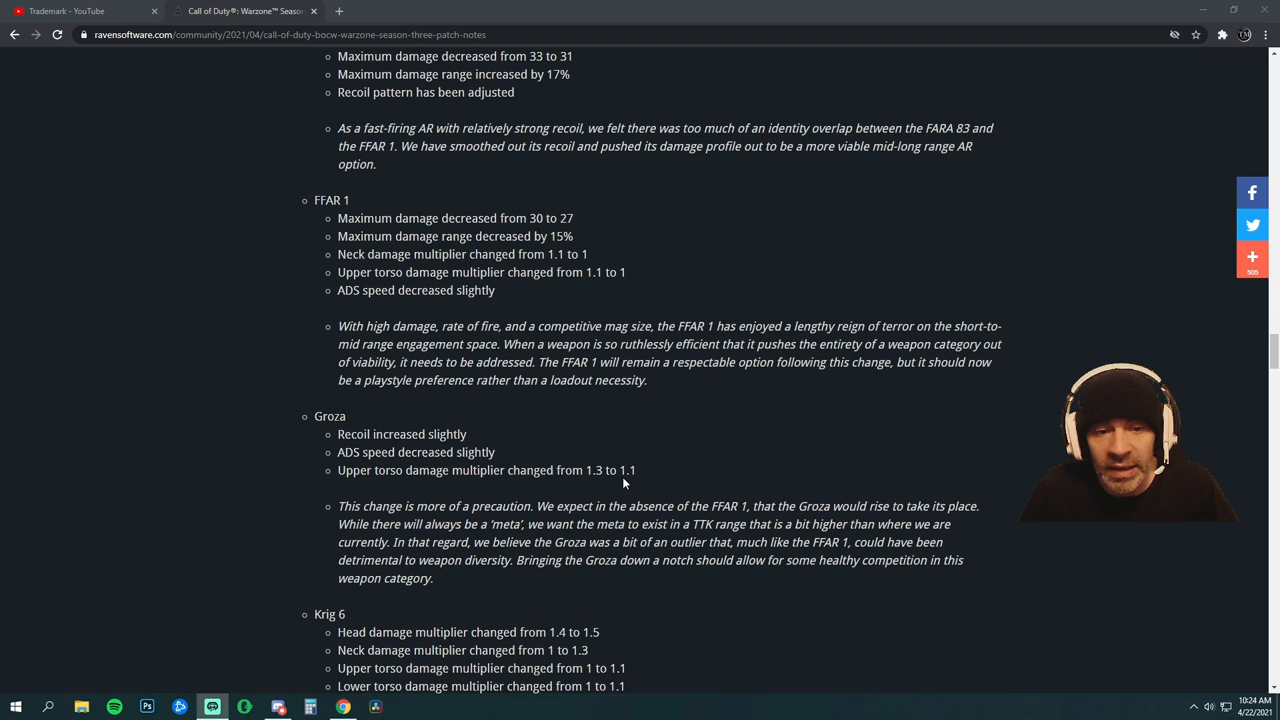 Trademark - YouTube
Call of Duty®: Warzone™ Season
ravensoftware.com/community/2021/04/call-of-duty-bocw-warzone-season-three-patch-notes
Maximum damage decreased from 33 to 31
Maximum damage range increased by 17%
Recoil pattern has been adjusted
As a fast-firing AR with relatively strong recoil, we felt there was too much of an identity overlap between the FARA 83 and
the FFAR 1. We have smoothed out its recoil and pushed its damage profile out to be a more viable mid-long range AR
option.
FFAR 1
Maximum damage decreased from 30 to 27
Maximum damage range decreased by 15%
Neck damage multiplier changed from 1.1 to 1
Upper torso damage multiplier changed from 1.1 to 1
ADS speed decreased slightly
With high damage, rate of fire, and a competitive mag size, the FFAR 1 has enjoyed a lengthy reign of terror on the short-to-
mid range engagement space. When a weapon is so ruthlessly efficient that it pushes the entirety of a weapon category out
of viability, it needs to be addressed. The FFAR 1 will remain a respectable option following this change, but it should now
be a playstyle preference rather than a loadout necessity.
Groza
Recoil increased slightly
ADS speed decreased slightly
Upper torso damage multiplier changed from 1.3 to 1.1
This change is more of a precaution. We expect in the absence of the FFAR 1, that the Groza would rise to take its place.
While there will always be a ‘meta’, we want the meta to exist in a TTK range that is a bit higher than where we are
currently. In that regard, we believe the Groza was a bit of an outlier that, much like the FFAR 1, could have been
detrimental to weapon diversity. Bringing the Groza down a notch should allow for some healthy competition in this
weapon category.
Krig 6
Head damage multiplier changed from 1.4 to 1.5
Neck damage multiplier changed from 1 to 1.3
Upper torso damage multiplier changed from 1 to 1.1
Lower torso damage multiplier changed from 1 to 1.1
505
Ps
10:24 AM
4/22/2021